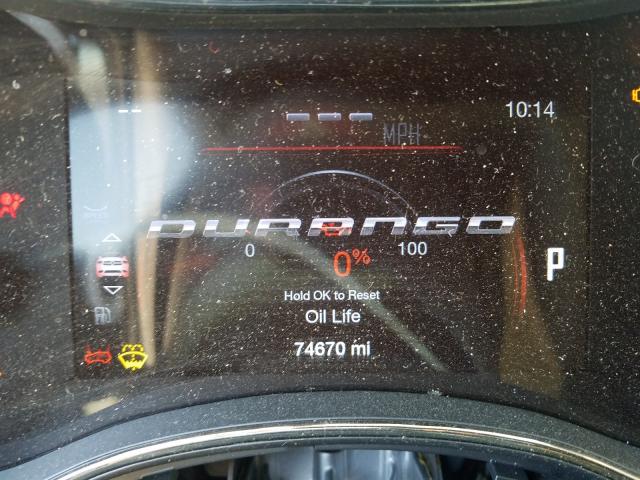 10:14
-- --- MPH
DURANGO
0 100
0%
P
Hold OK to Reset
Oil Life
74670 mi